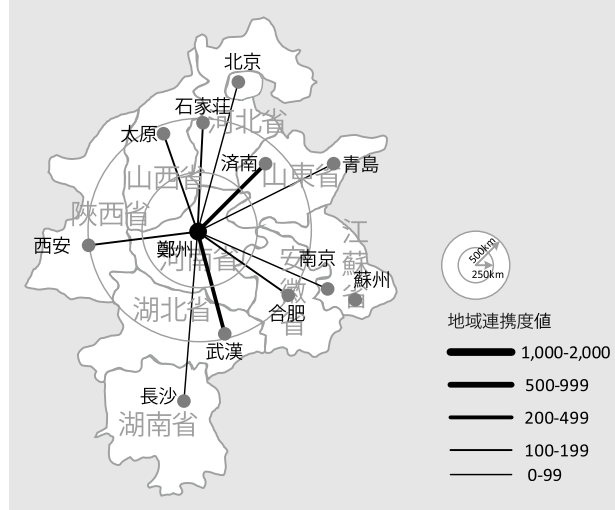 北京
石家荘
河北省
太原
済南
青島
山西省
山東省
陝西省
江蘇省
西安
鄭州
河南省
安徽省
南京
蘇州
湖北省
合肥
武漢
長沙
湖南省
500km
250km
地域連携度値
1,000-2,000
500-999
200-499
100-199
0-99